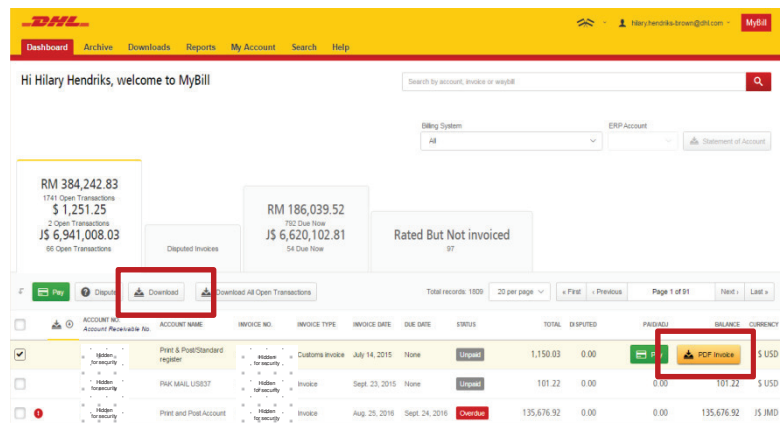 DHL
hilary.hendriks-brown@dhl.com MyBill
Dashboard Archive Downloads Reports My Account Search Help
Hi Hilary Hendriks, welcome to MyBill
Search by account, invoice or waybill
Billing System ERP Account
All Statement of Account
RM 384,242.83
1741 Open Transactions
$ 1,251.25
2 Open Transactions
J$ 6,941,008.03
66 Open Transactions
Disputed Invoices
RM 186,039.52
792 Due Now
J$ 6,620,102.81
54 Due Now
Rated But Not invoiced
97
Pay Dispute Download Download All Open Transactions Total records: 1809 20 per page « First ‹ Previous Page 1 of 91 Next › Last »
ACCOUNT NO. Account Receivable No. ACCOUNT NAME INVOICE NO. INVOICE TYPE INVOICE DATE DUE DATE STATUS TOTAL DISPUTED PAID/ADJ BALANCE CURRENCY
Hidden for security Print & Post/Standard register Hidden for security Customs Invoice July 14, 2015 None Unpaid 1,150.03 0.00 Pay PDF Invoice $ USD
Hidden for security PAK MAIL US837 Hidden for security Invoice Sept. 23, 2015 None Unpaid 101.22 0.00 0.00 101.22 $ USD
Hidden for security Print and Post Account Hidden for security Invoice Aug. 25, 2016 Sept. 24, 2016 Overdue 135,676.92 0.00 0.00 135,676.92 J$ JMD